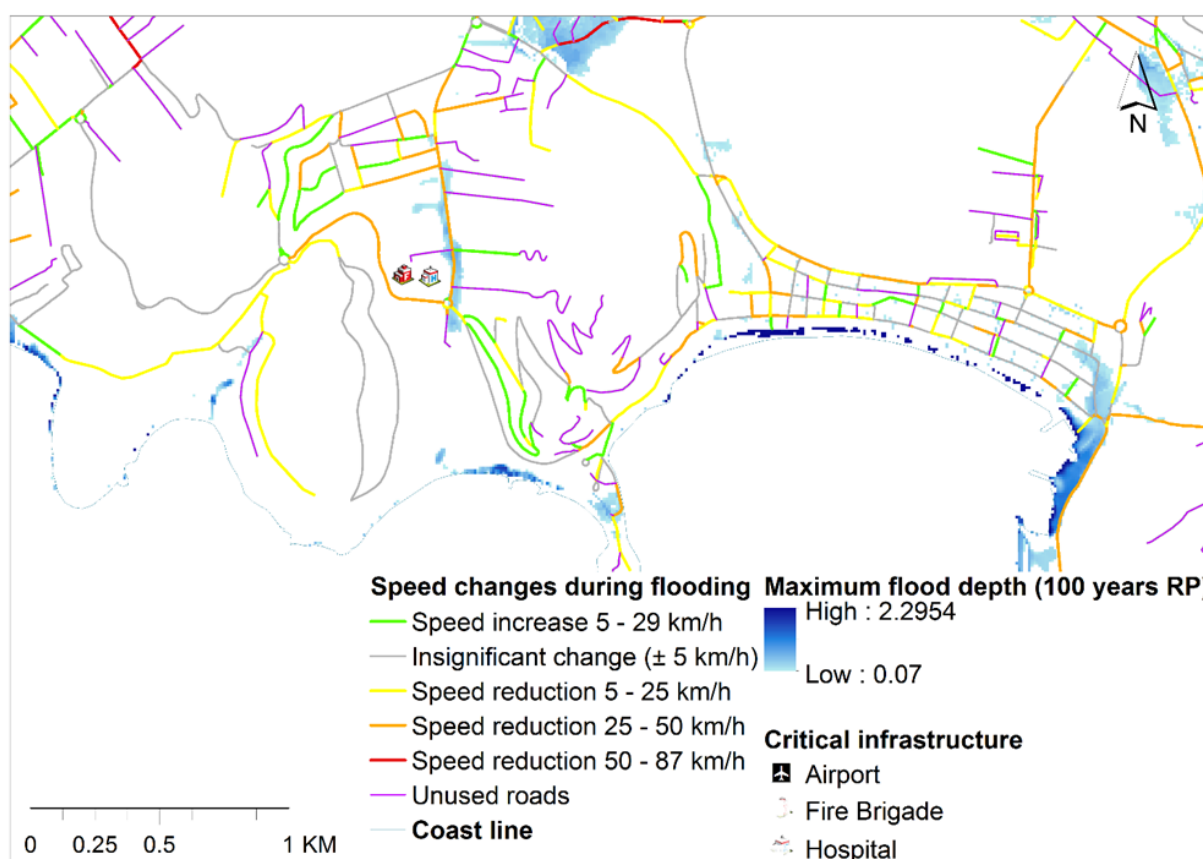 N
Speed changes during flooding
Speed increase 5 - 29 km/h
Insignificant change (± 5 km/h)
Speed reduction 5 - 25 km/h
Speed reduction 25 - 50 km/h
Speed reduction 50 - 87 km/h
Unused roads
Coast line
Maximum flood depth (100 years RP)
High : 2.2954
Low : 0.07
Critical infrastructure
Airport
Fire Brigade
Hospital
0 0.25 0.5 1 KM